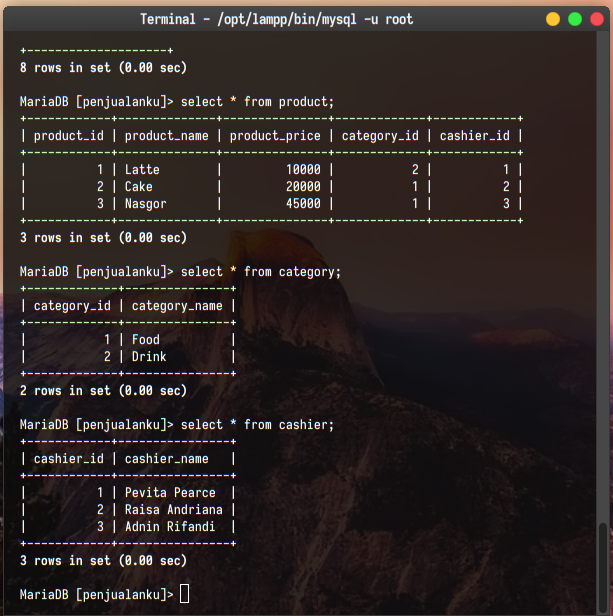 Terminal - /opt/lampp/bin/mysql -u root
+--------------------+
8 rows in set (0.00 sec)
MariaDB [penjualanku]> select * from product;
+------------+--------------+---------------+-------------+------------+
| product_id | product_name | product_price | category_id | cashier_id |
+------------+--------------+---------------+-------------+------------+
|          1 | Latte        |         10000 |           2 |          1 |
|          2 | Cake         |         20000 |           1 |          2 |
|          3 | Nasgor       |         45000 |           1 |          3 |
+------------+--------------+---------------+-------------+------------+
3 rows in set (0.00 sec)
MariaDB [penjualanku]> select * from category;
+-------------+---------------+
| category_id | category_name |
+-------------+---------------+
|           1 | Food          |
|           2 | Drink         |
+-------------+---------------+
2 rows in set (0.00 sec)
MariaDB [penjualanku]> select * from cashier;
+------------+----------------+
| cashier_id | cashier_name   |
+------------+----------------+
|          1 | Pevita Pearce  |
|          2 | Raisa Andriana |
|          3 | Adnin Rifandi  |
+------------+----------------+
3 rows in set (0.00 sec)
MariaDB [penjualanku]>